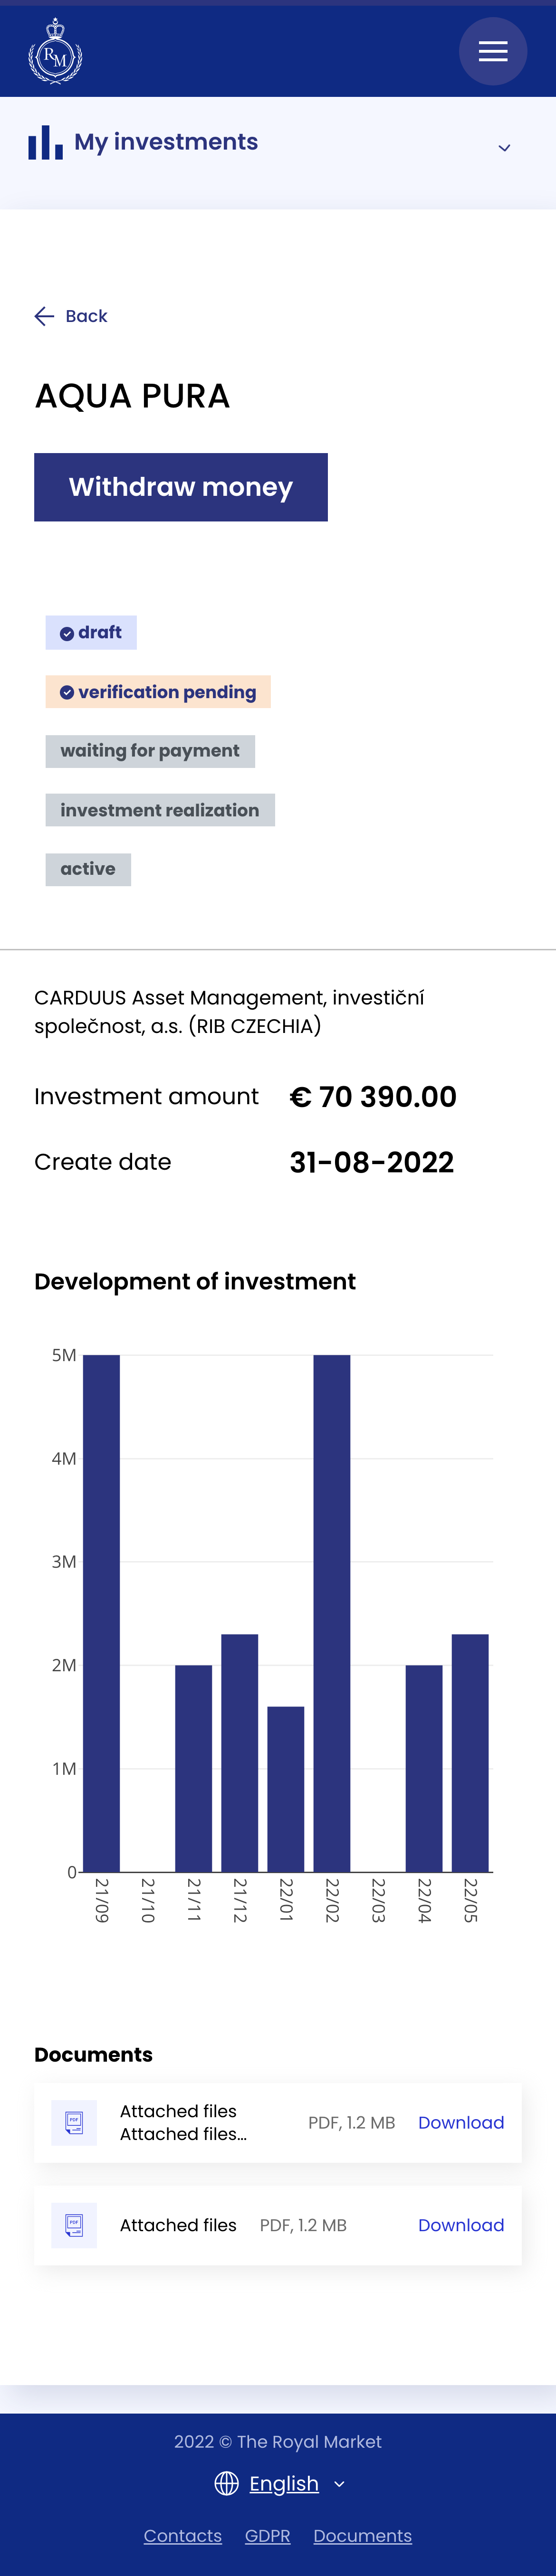 RM
My investments
Back
AQUA PURA
Withdraw money
draft
verification pending
waiting for payment
investment realization
active
CARDUUS Asset Management, investiční
společnost, a.s. (RIB CZECHIA)
Investment amount € 70 390.00
Create date 31-08-2022
Development of investment
5M
4M
3M
2M
1M
0
21/09 21/10 21/11 21/12 22/01 22/02 22/03 22/04 22/05
Documents
PDF
Attached files
Attached files...
PDF, 1.2 MB
Download
PDF
Attached files
PDF, 1.2 MB
Download
2022 © The Royal Market
English
Contacts GDPR Documents